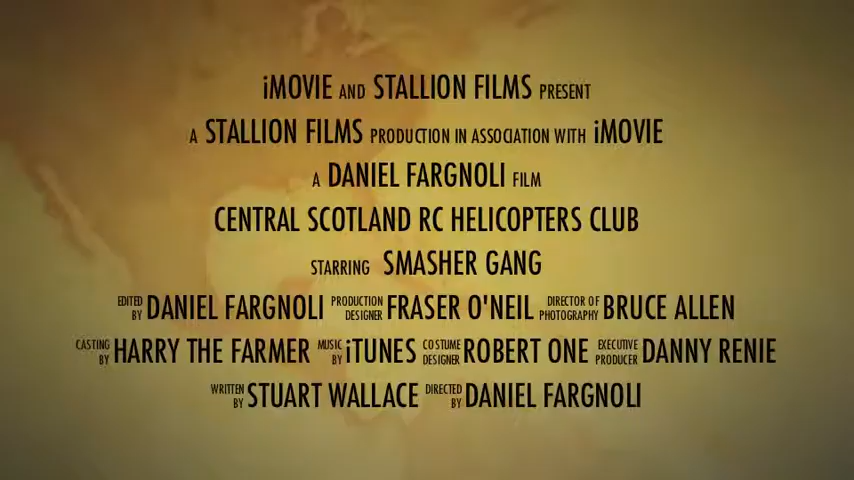 iMOVIE AND STALLION FILMS PRESENT
A STALLION FILMS PRODUCTION IN ASSOCIATION WITH iMOVIE
A DANIEL FARGNOLI FILM
CENTRAL SCOTLAND RC HELICOPTERS CLUB
STARRING SMASHER GANG
EDITED BY DANIEL FARGNOLI PRODUCTION DESIGNER FRASER O'NEIL DIRECTOR OF PHOTOGRAPHY BRUCE ALLEN
CASTING BY HARRY THE FARMER MUSIC BY iTUNES COSTUME DESIGNER ROBERT ONE EXECUTIVE PRODUCER DANNY RENIE
WRITTEN BY STUART WALLACE DIRECTED BY DANIEL FARGNOLI